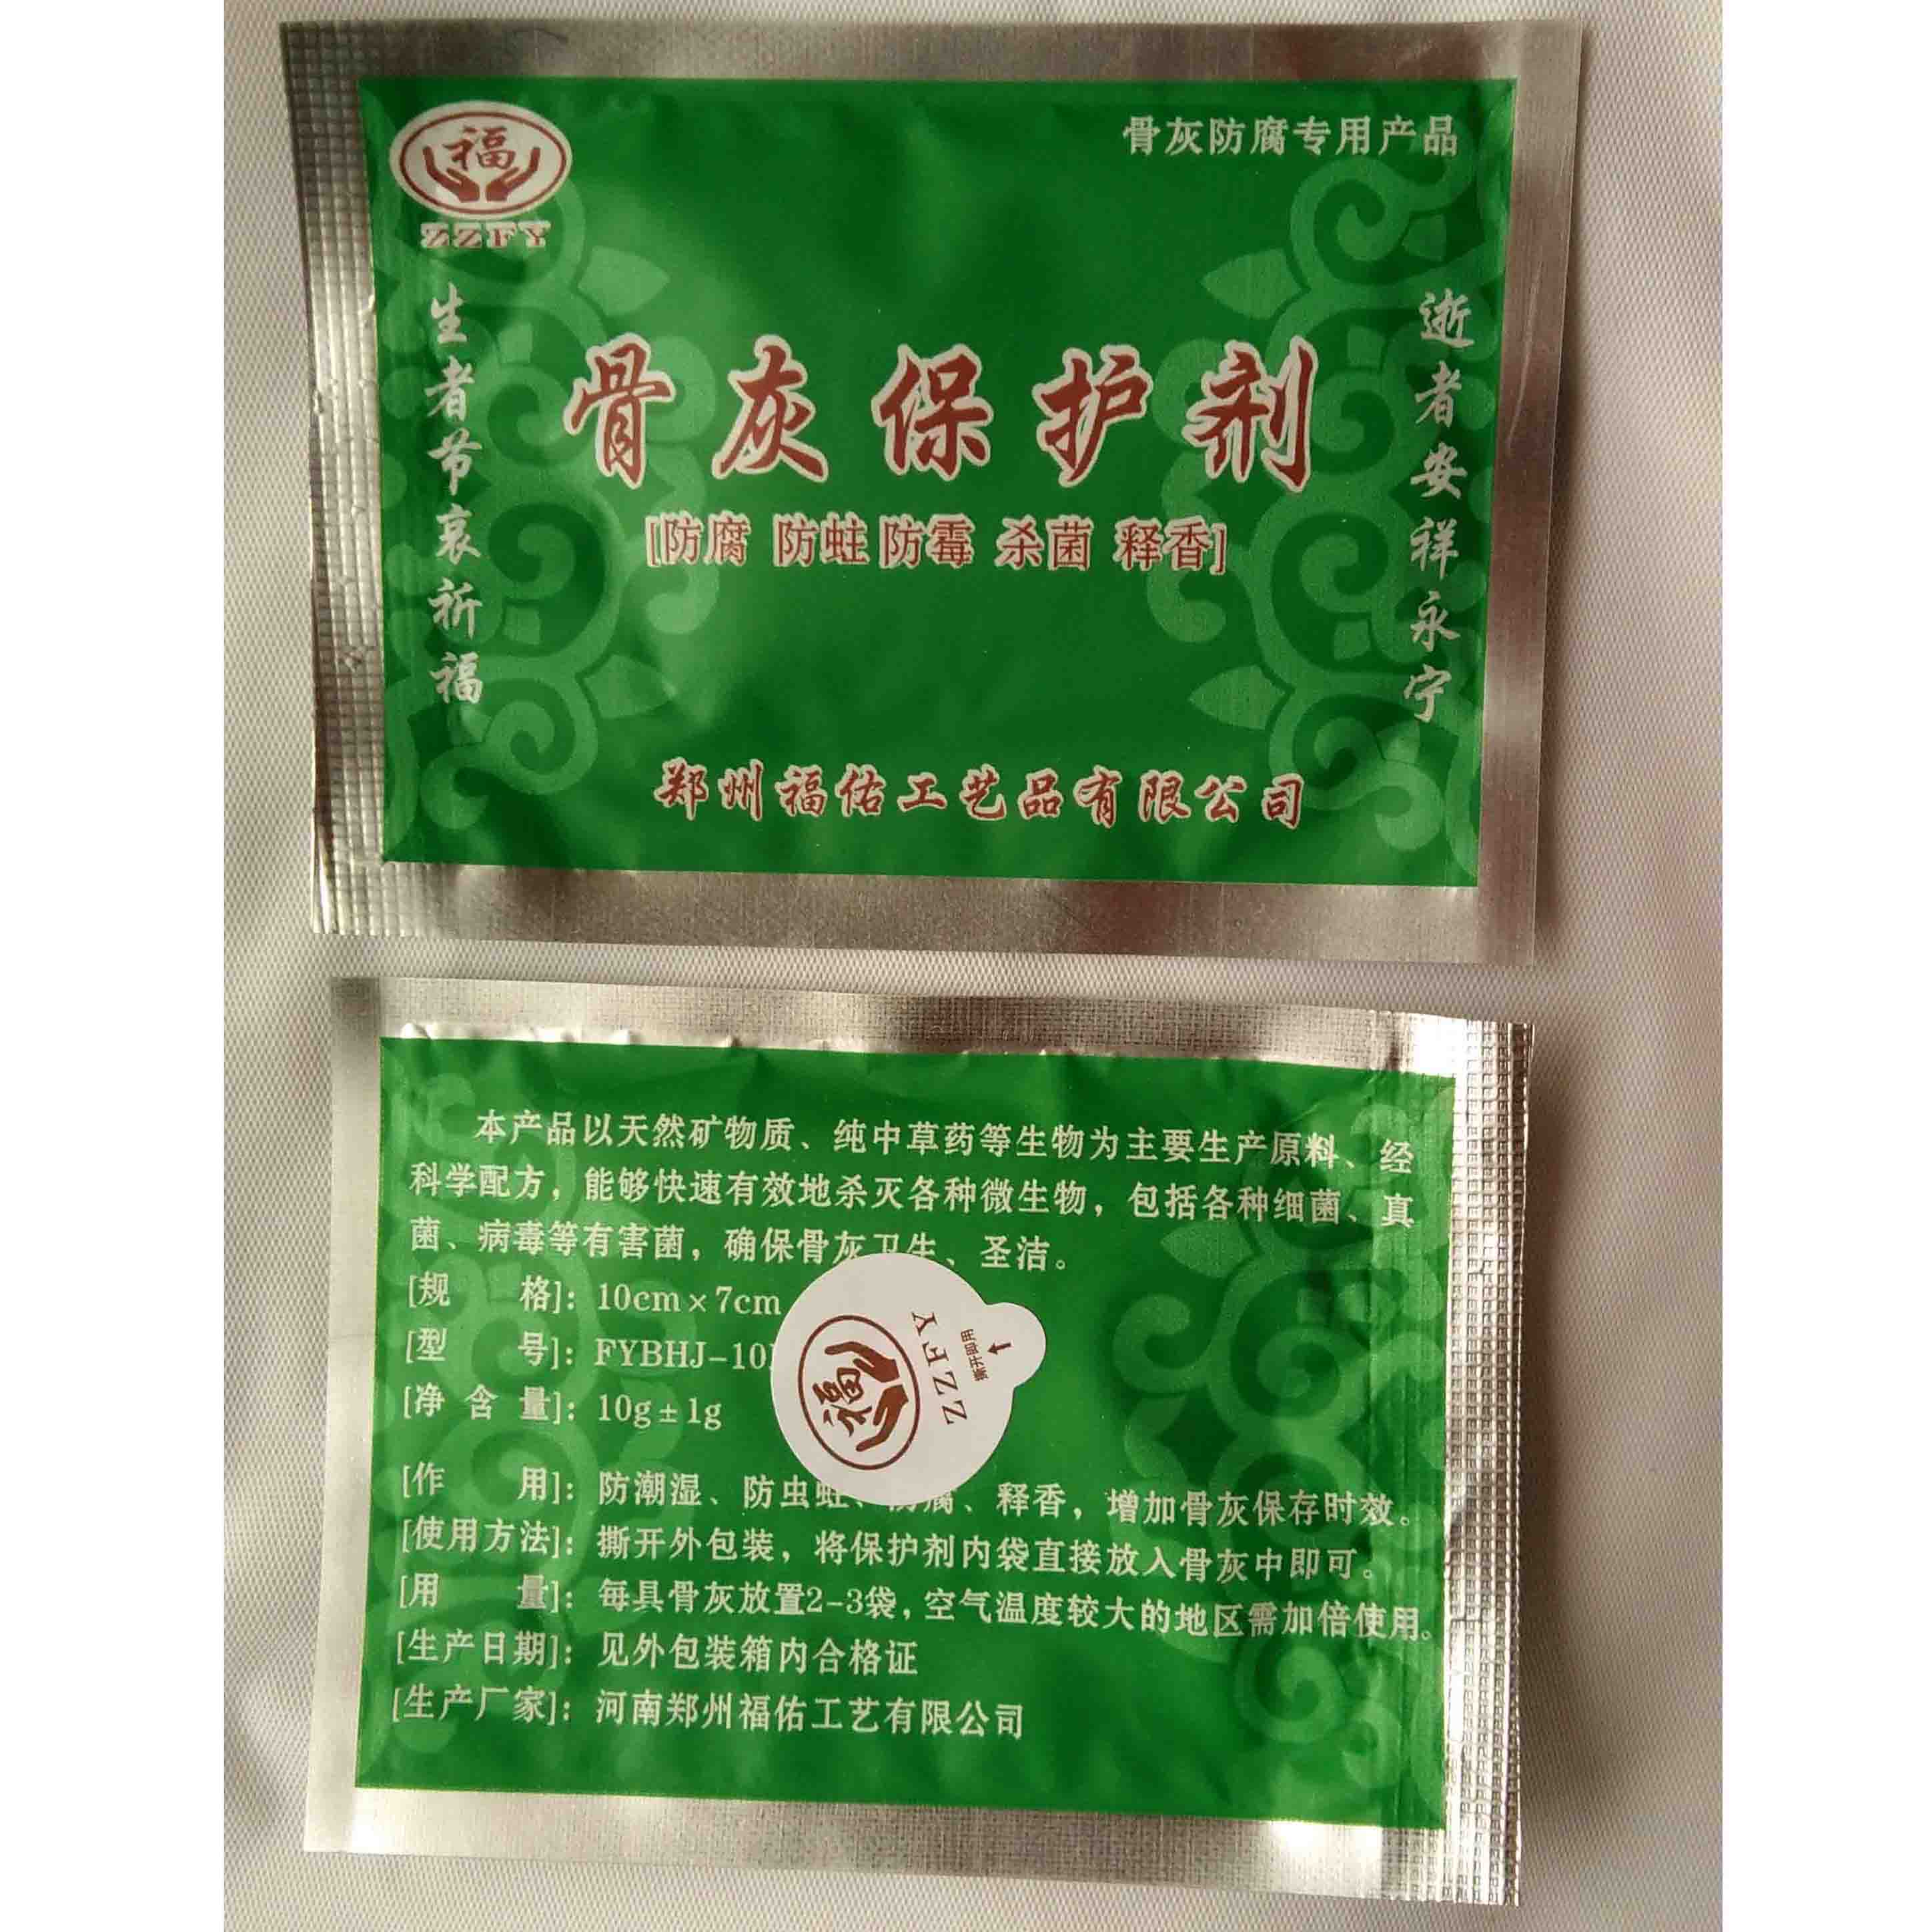 福
ZZFY
骨灰防腐专用产品
生者节哀祈福
骨灰保护剂
[防腐 防蛀 防霉 杀菌 释香]
逝者安祥永宁
郑州福佑工艺品有限公司
本产品以天然矿物质、纯中草药等生物为主要生产原料、经
科学配方，能够快速有效地杀灭各种微生物，包括各种细菌、真
菌、病毒等有害菌，确保骨灰卫生、圣洁。
[规 格]：10cm×7cm
[型 号]：FYBHJ-10
[净 含 量]：10g±1g
福
ZZFY
撕开即用
[作 用]：防潮湿、防虫蛀、防腐、释香，增加骨灰保存时效。
[使用方法]：撕开外包装，将保护剂内袋直接放入骨灰中即可。
[用 量]：每具骨灰放置2-3袋，空气温度较大的地区需加倍使用。
[生产日期]：见外包装箱内合格证
[生产厂家]：河南郑州福佑工艺有限公司